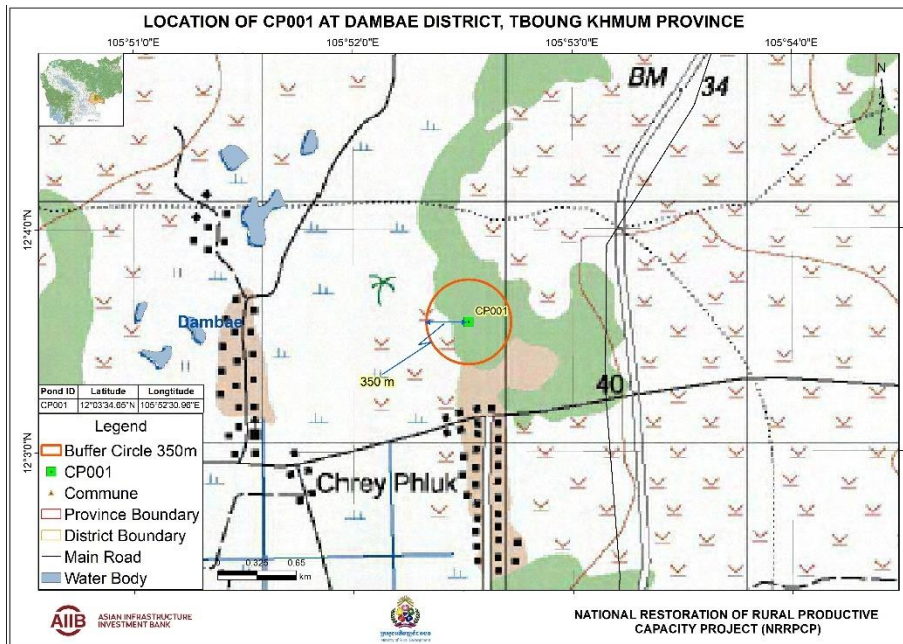 LOCATION OF CP001 AT DAMBAE DISTRICT, TBOUNG KHMUM PROVINCE
105°51'0"E 105°52'0"E 105°53'0"E 105°54'0"E
BM
34
N
12°4'0"N
CP001
Dambae
350 m
40
Pond ID Latitude Longtitude
CP001 12°03'34.65"N 105°52'30.96"E
12°3'0"N
Legend
Buffer Circle 350m
CP001
Commune
Province Boundary
District Boundary
Main Road
Water Body
Chrey Phluk
0 0.325 0.65
km
AIIB ASIAN INFRASTRUCTURE
INVESTMENT BANK
NATIONAL RESTORATION OF RURAL PRODUCTIVE
CAPACITY PROJECT (NRRPCP)